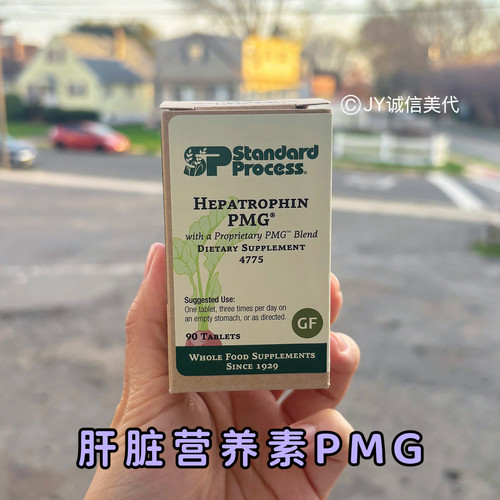 ©JY诚信美代
SP Standard
Process®
HEPATROPHIN
PMG®
with a Proprietary PMG™ Blend
DIETARY SUPPLEMENT
4775
Suggested Use:
One tablet, three times per day on
an empty stomach, or as directed.
GF
90 TABLETS
WHOLE FOOD SUPPLEMENTS
SINCE 1929
肝脏营养素PMG